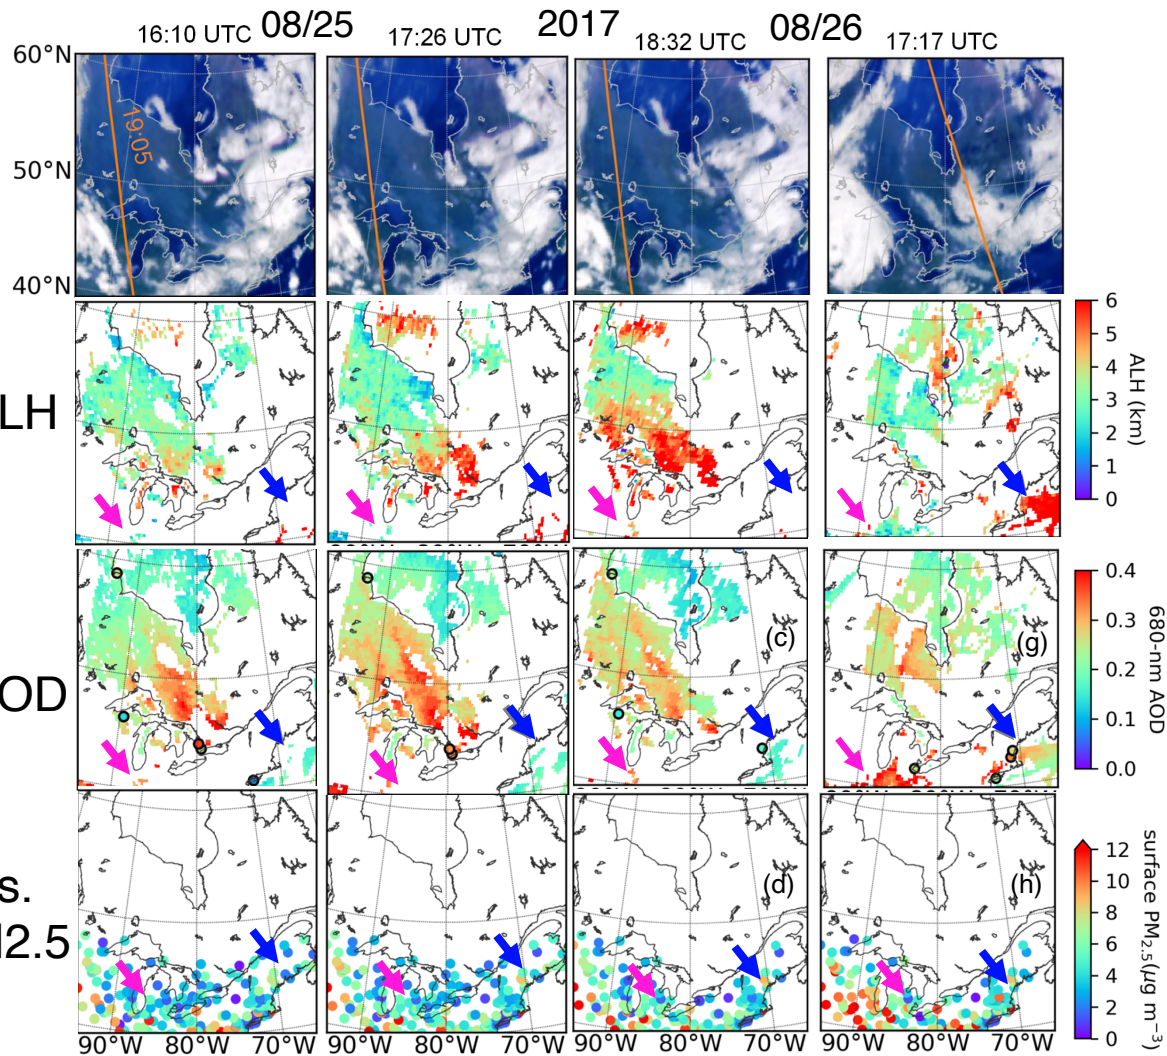 08/25 2017 08/26
16:10 UTC 17:26 UTC 18:32 UTC 17:17 UTC
60°N
50°N
40°N
19:05
LH
6
5
4
3
2
1
0
ALH (km)
OD
(c)
(g)
0.4
0.3
0.2
0.1
0.0
680-nm AOD
s.
2.5
(d)
(h)
12
10
8
6
4
2
0
surface PM2.5(μg m⁻³)
90°W 80°W 70°W 90°W 80°W 70°W 90°W 80°W 70°W 90°W 80°W 70°W